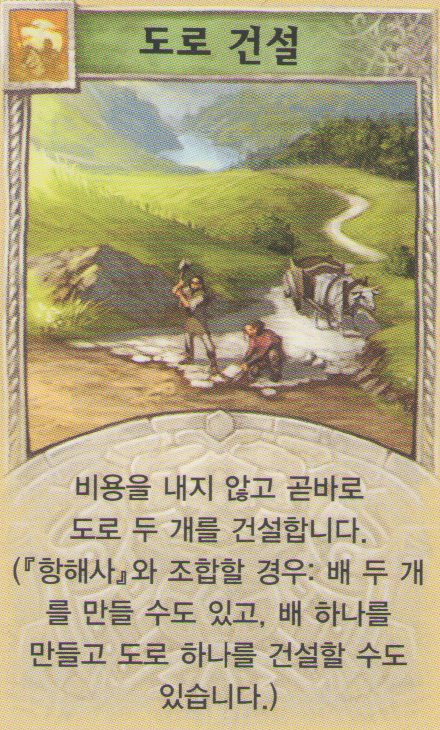 도로 건설
비용을 내지 않고 곧바로
도로 두 개를 건설합니다.
(『항해사』와 조합할 경우: 배 두 개
를 만들 수도 있고, 배 하나를
만들고 도로 하나를 건설할 수도
있습니다.)